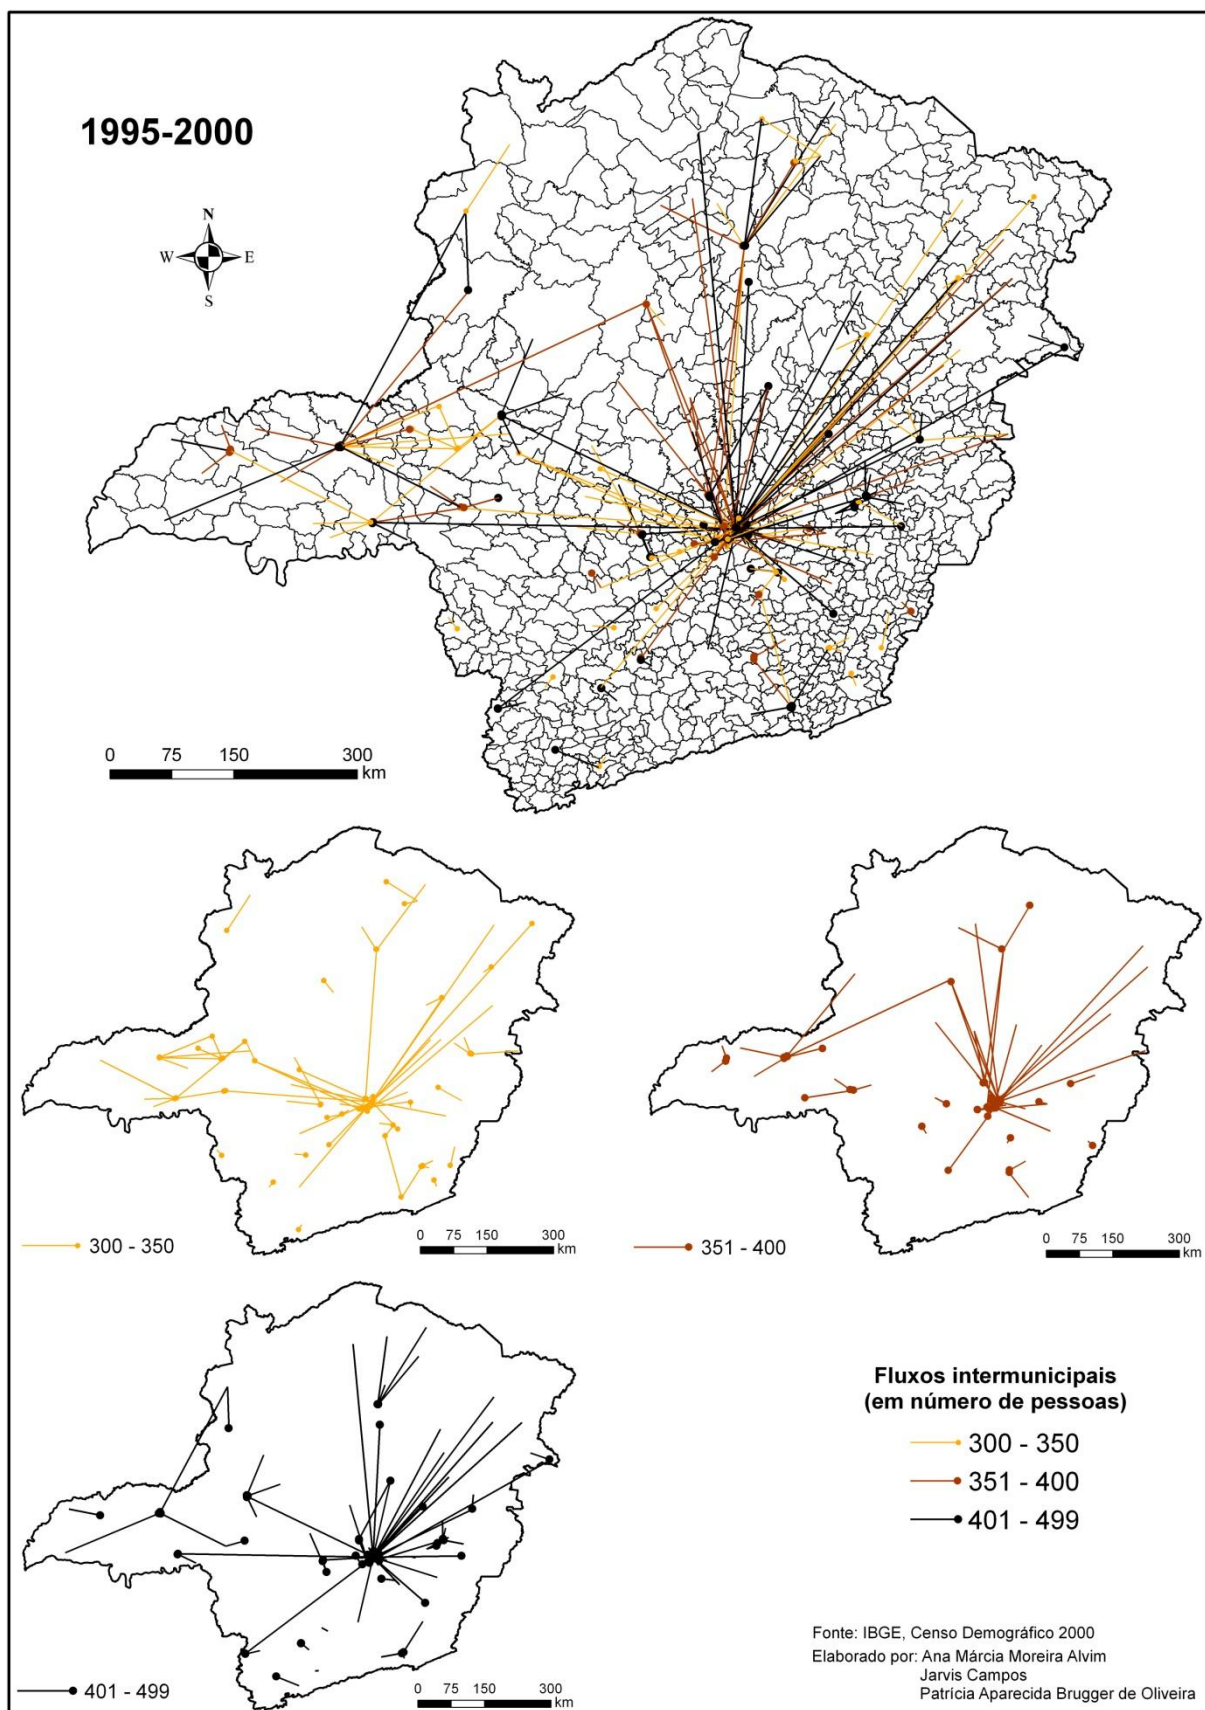 1995-2000
N
W E
S
0 75 150 300
km
300 - 350
0 75 150 300
km
351 - 400
0 75 150 300
km
401 - 499
0 75 150 300
km
Fluxos intermunicipais
(em número de pessoas)
300 - 350
351 - 400
401 - 499
Fonte: IBGE, Censo Demográfico 2000
Elaborado por: Ana Márcia Moreira Alvim
Jarvis Campos
Patrícia Aparecida Brugger de Oliveira